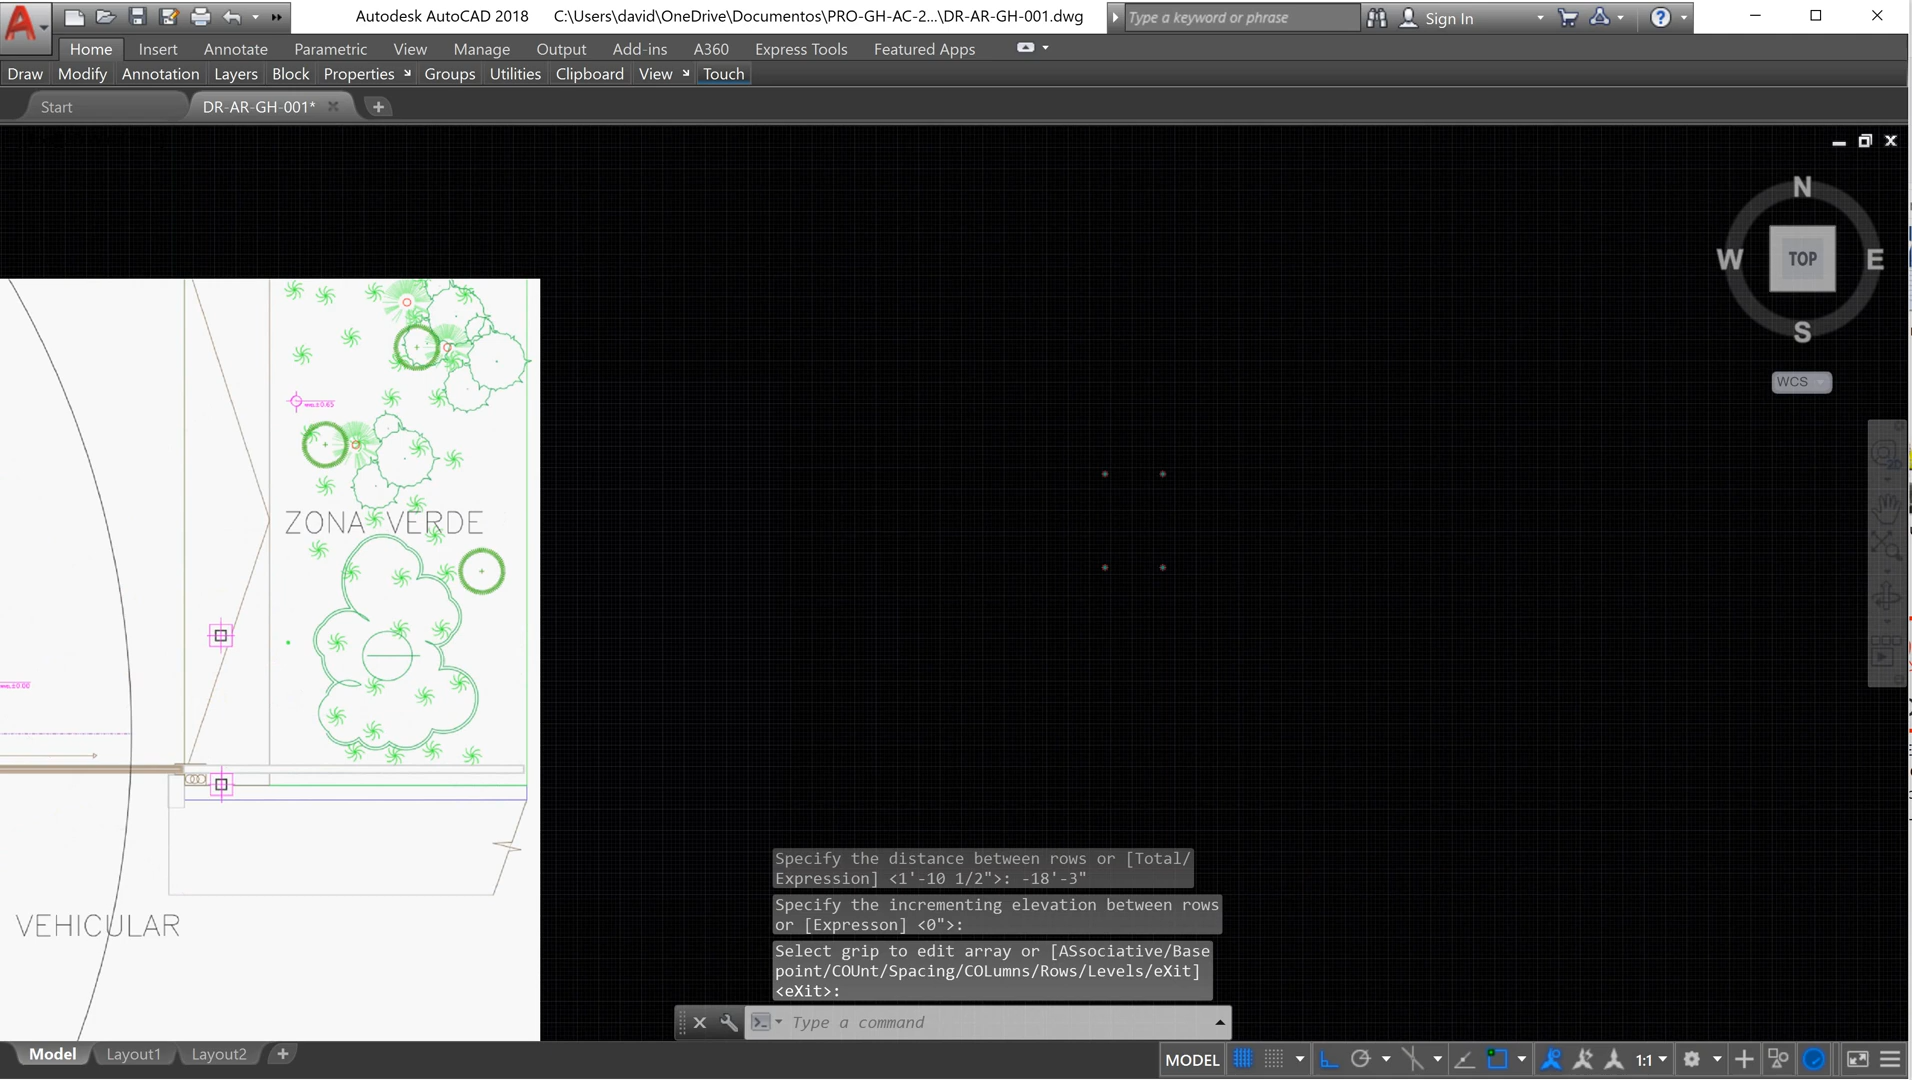 Autodesk AutoCAD 2018 C:\Users\david\OneDrive\Documentos\PRO-GH-AC-2...\DR-AR-GH-001.dwg Type a keyword or phrase Sign In
Home Insert Annotate Parametric View Manage Output Add-ins A360 Express Tools Featured Apps
Draw Modify Annotation Layers Block Properties Groups Utilities Clipboard View Touch
Start DR-AR-GH-001*
N
W TOP E
S
WCS
ZONA VERDE
VEHICULAR
Specify the distance between rows or [Total/
Expression] <1'-10 1/2">: -18'-3"
Specify the incrementing elevation between rows
or [Expresson] <0">:
Select grip to edit array or [ASsociative/Base
point/COUnt/Spacing/COLumns/Rows/Levels/eXit]
<eXit>:
Type a command
Model Layout1 Layout2
MODEL 1:1